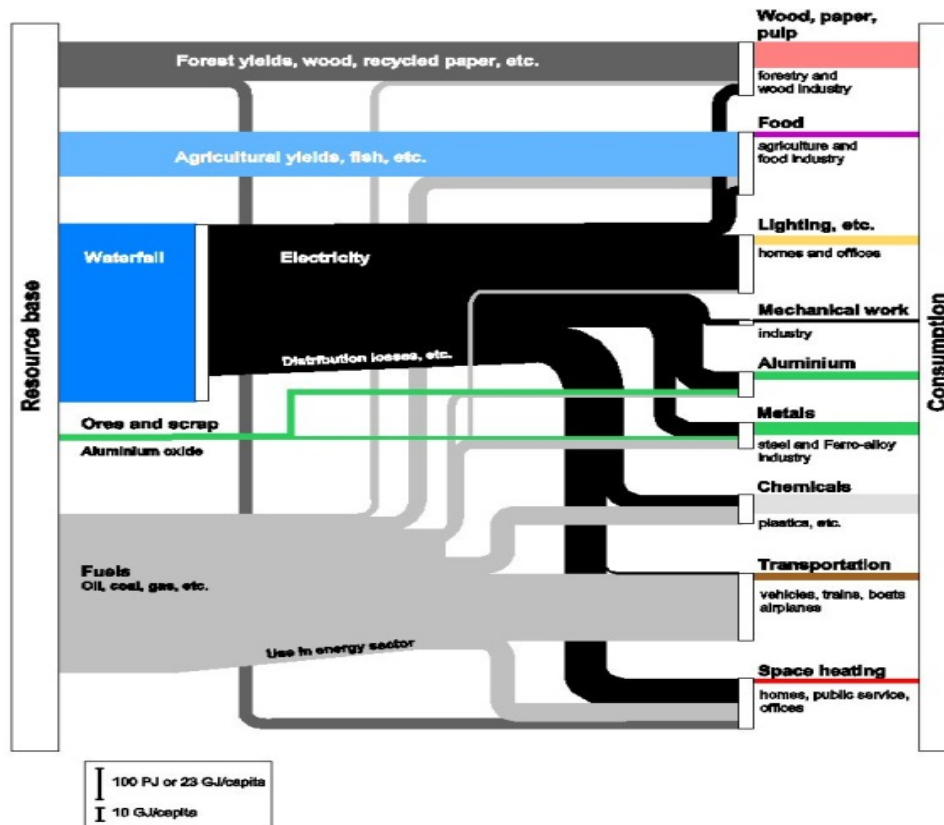 Wood, paper,
pulp
Forest yields, wood, recycled paper, etc.
forestry and
wood industry
Food
Agricultural yields, fish, etc.
agriculture and
food industry
Lighting, etc.
Waterfall
Electricity
homes and offices
Resource base
Consumption
Mechanical work
industry
Distribution losses, etc.
Aluminium
Ores and scrap
Metals
Aluminium oxide
steel and Ferro-alloy
industry
Chemicals
plastics, etc.
Fuels
Oil, coal, gas, etc.
Transportation
vehicles, trains, boats
airplanes
Use in energy sector
Space heating
homes, public service,
offices
100 PJ or 23 GJ/capita
10 GJ/capita